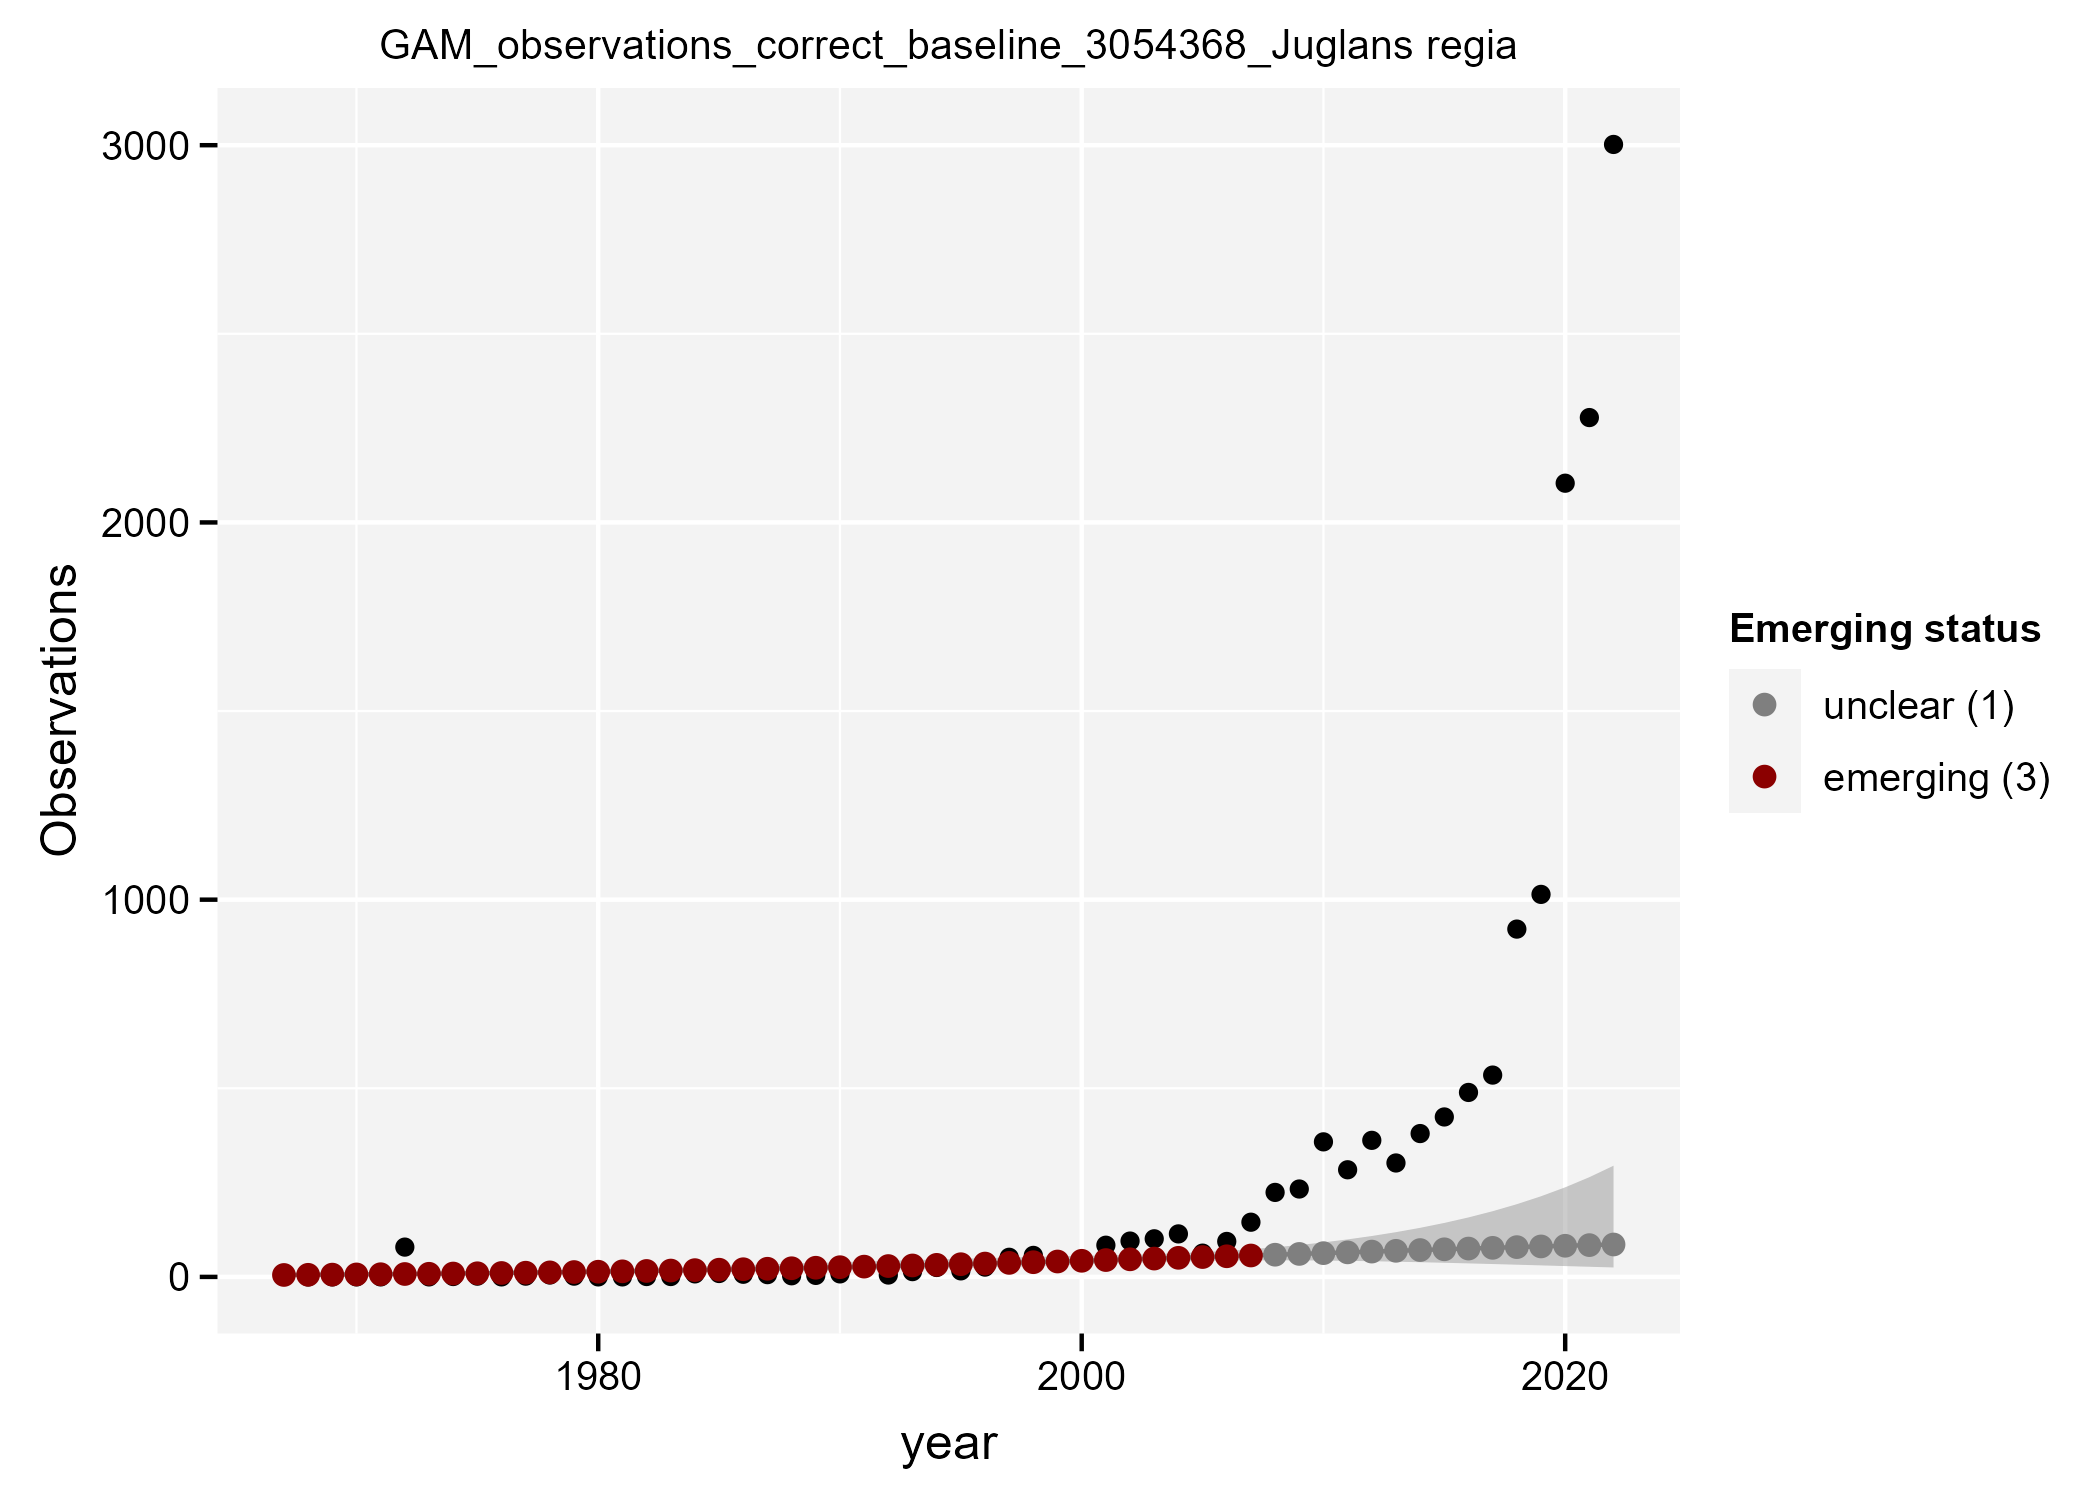 GAM_observations_correct_baseline_3054368_Juglans regia
3000
2000
1000
0
Observations
1980
2000
2020
year
Emerging status
unclear (1)
emerging (3)